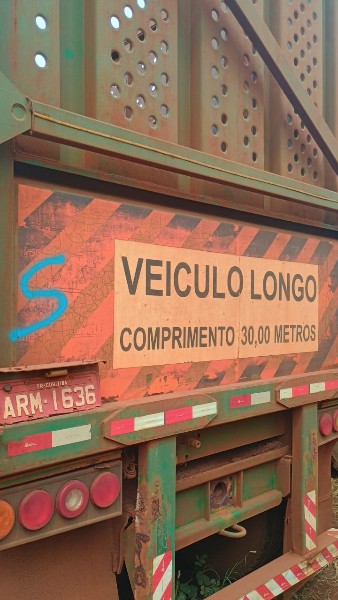 S
VEICULO LONGO
COMPRIMENTO 30,00 METROS
ARM-1636